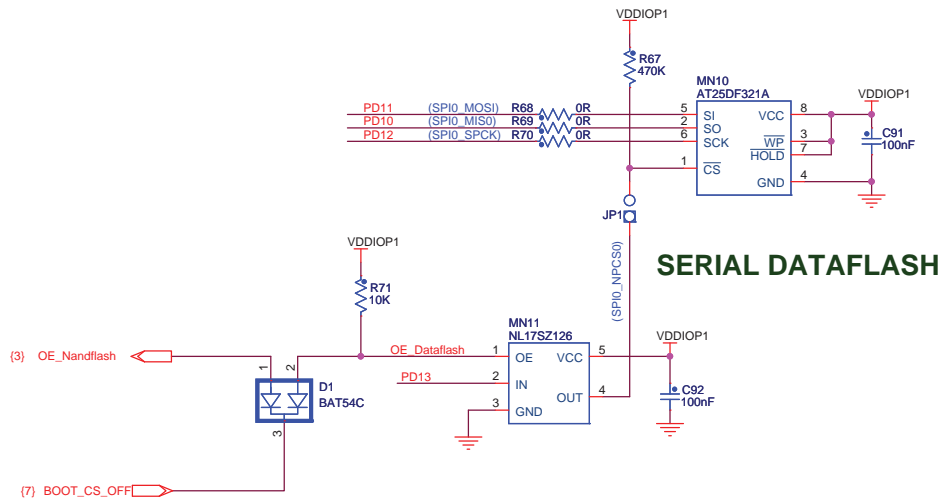 VDDIOP1
R67
470K
MN10
AT25DF321A
VDDIOP1
PD11 (SPI0_MOSI) R68 0R 5 SI VCC 8
PD10 (SPI0_MIS0) R69 0R 2 SO WP 3
PD12 (SPI0_SPCK) R70 0R 6 SCK HOLD 7
C91
100nF
1 CS
GND 4
JP1
(SPI0_NPCS0)
SERIAL DATAFLASH
VDDIOP1
R71
10K
MN11
NL17SZ126
VDDIOP1
{3} OE_Nandflash
OE_Dataflash 1 OE VCC 5
1 2
PD13 2 IN
OUT 4
3 GND
C92
100nF
D1
BAT54C
3
{7} BOOT_CS_OFF